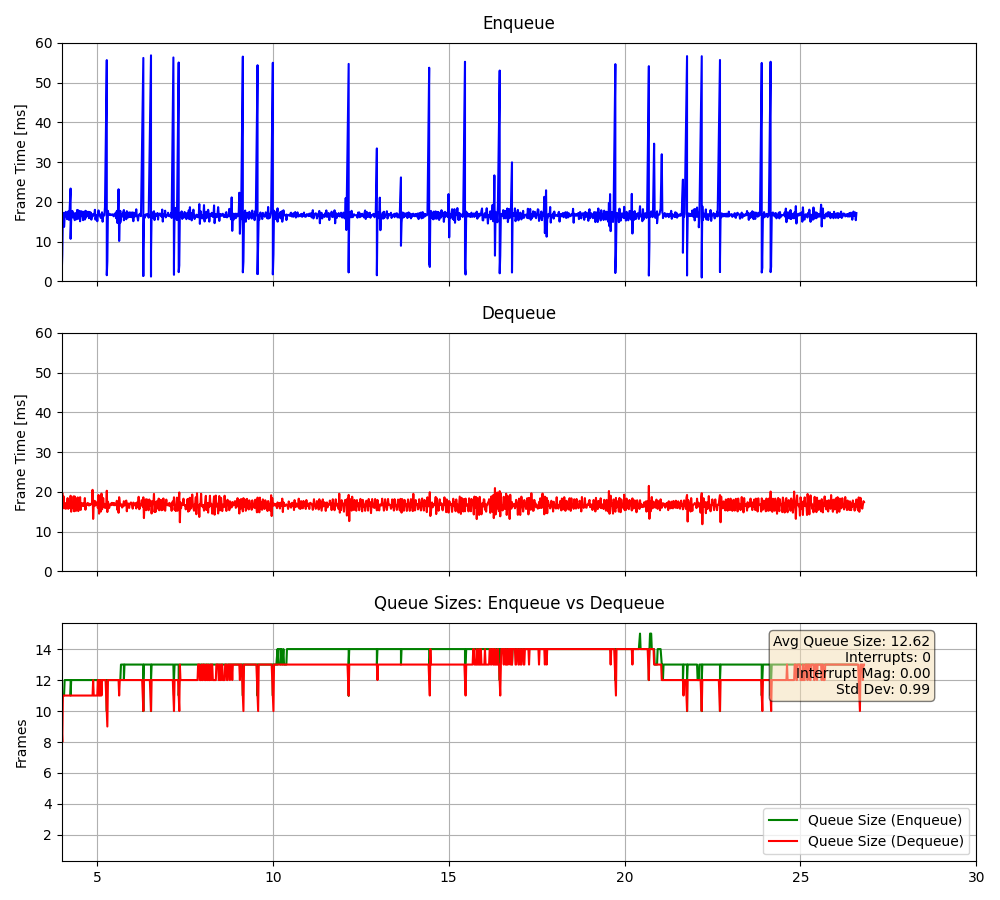 Enqueue
Frame Time [ms]
60
50
40
30
20
10
0
Dequeue
Frame Time [ms]
60
50
40
30
20
10
0
Queue Sizes: Enqueue vs Dequeue
Frames
14
12
10
8
6
4
2
Avg Queue Size: 12.62
Interrupts: 0
Interrupt Mag: 0.00
Std Dev: 0.99
Queue Size (Enqueue)
Queue Size (Dequeue)
5 10 15 20 25 30